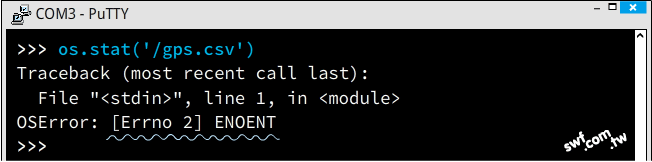 COM3 - PuTTY
>>> os.stat('/gps.csv')
Traceback (most recent call last):
  File "<stdin>", line 1, in <module>
OSError: [Errno 2] ENOENT
>>>
swf.com.tw